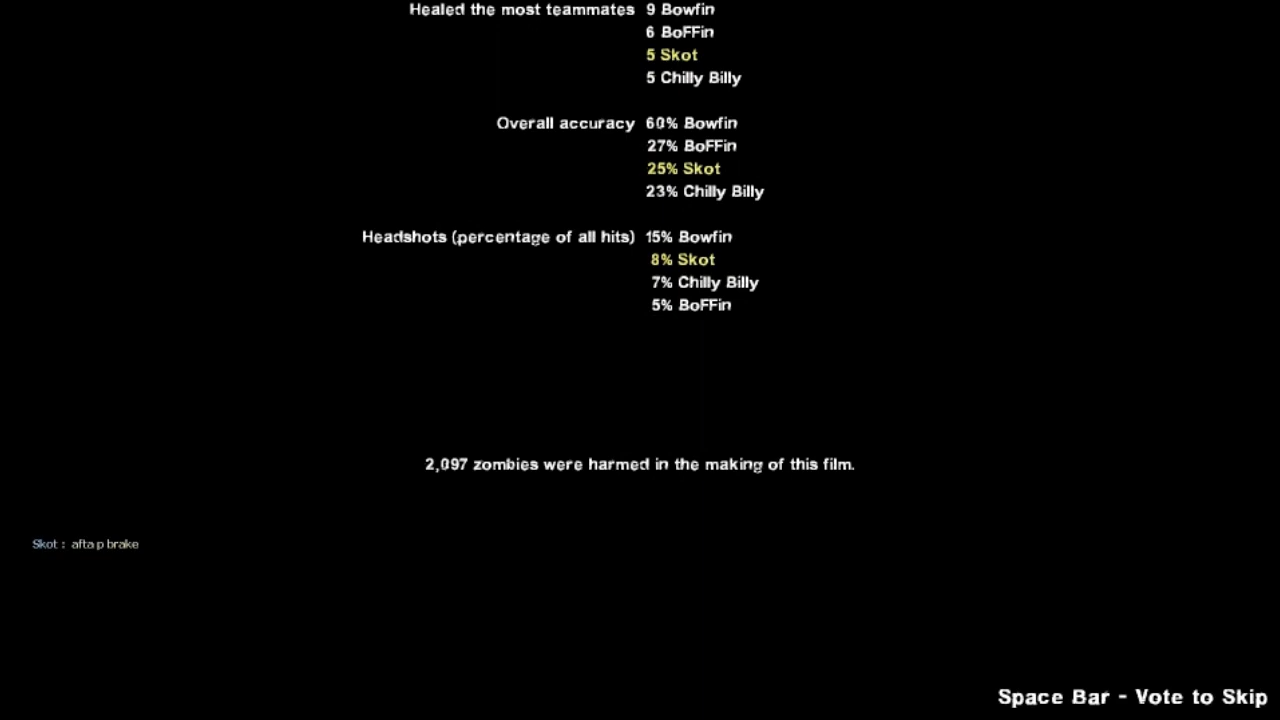 Healed the most teammates 9 Bowfin
6 BoFFin
5 Skot
5 Chilly Billy
Overall accuracy 60% Bowfin
27% BoFFin
25% Skot
23% Chilly Billy
Headshots (percentage of all hits) 15% Bowfin
8% Skot
7% Chilly Billy
5% BoFFin
2,097 zombies were harmed in the making of this film.
Skot : afta p brake
Space Bar - Vote to Skip